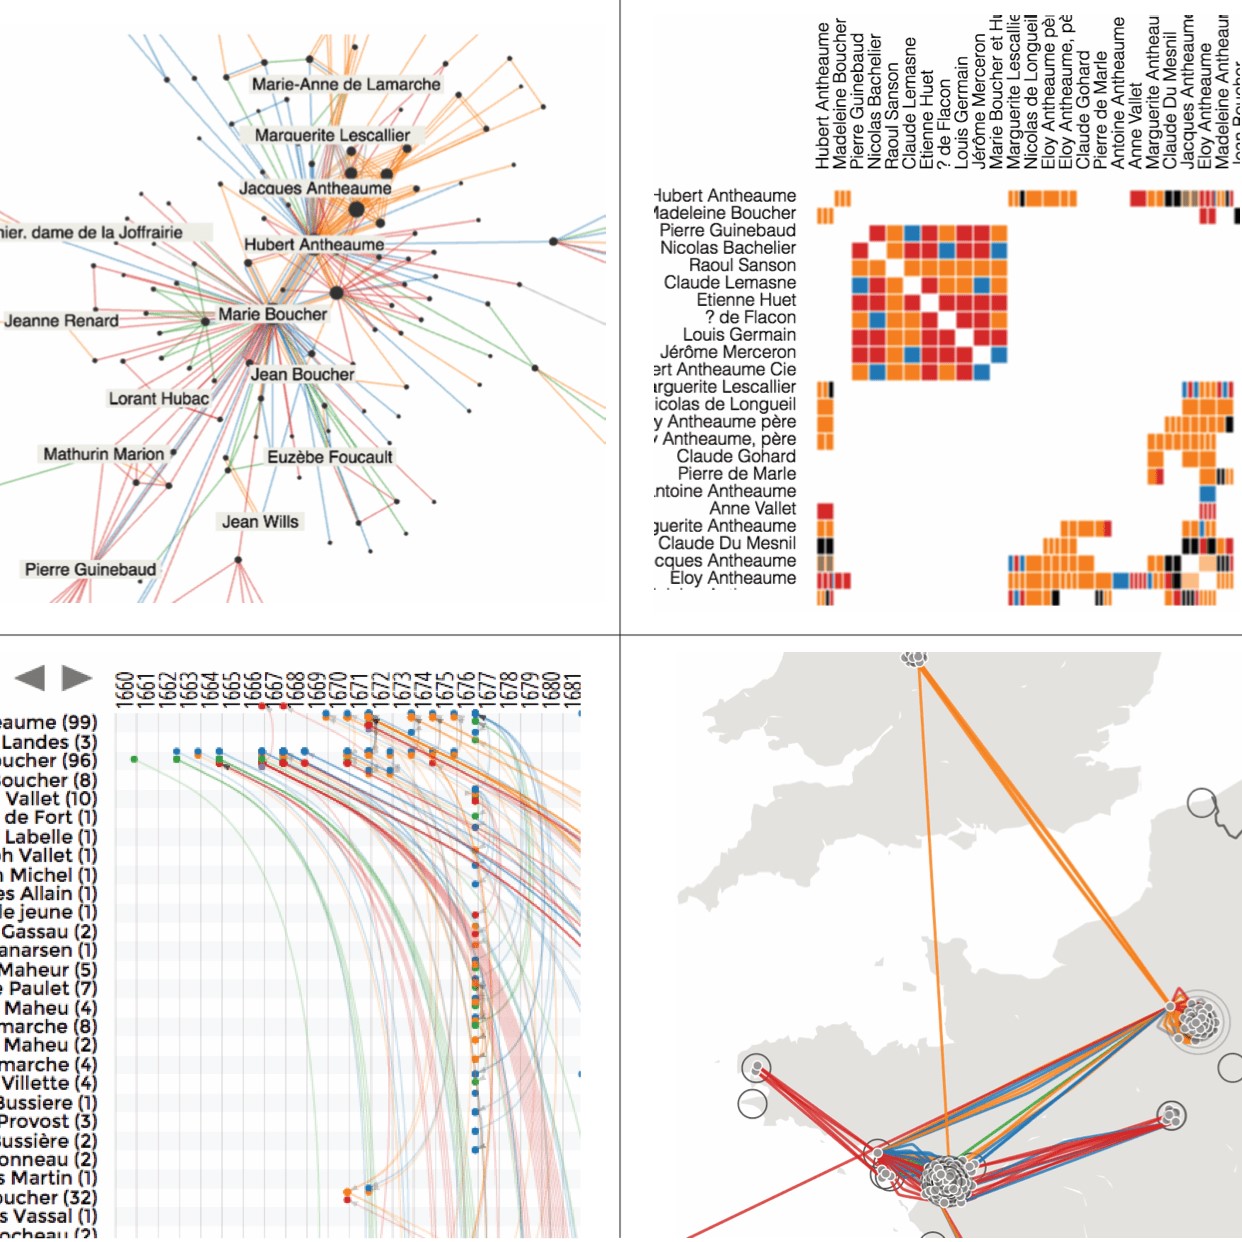 Marie-Anne de Lamarche
Marguerite Lescallier
Jacques Antheaume
nier. dame de la Joffrairie
Hubert Antheaume
Marie Boucher
Jeanne Renard
Jean Boucher
Lorant Hubac
Mathurin Marion
Euzèbe Foucault
Jean Wills
Pierre Guinebaud
Hubert Antheaume
Madeleine Boucher
Pierre Guinebaud
Nicolas Bachelier
Raoul Sanson
Claude Lemasne
Etienne Huet
? de Flacon
Louis Germain
Jérôme Merceron
Marie Boucher et Hu
Marguerite Lescallie
Nicolas de Longueil
Eloy Antheaume pèr
Eloy Antheaume, pè
Claude Gohard
Pierre de Marle
Antoine Antheaume
Anne Vallet
Marguerite Antheau
Claude Du Mesnil
Jacques Antheaum
Eloy Antheaume
Madeleine Antheaur
Jean Boucher
Hubert Antheaume
Madeleine Boucher
Pierre Guinebaud
Nicolas Bachelier
Raoul Sanson
Claude Lemasne
Etienne Huet
? de Flacon
Louis Germain
Jérôme Merceron
ert Antheaume Cie
arguerite Lescallier
icolas de Longueil
oy Antheaume père
y Antheaume, père
Claude Gohard
Pierre de Marle
ntoine Antheaume
Anne Vallet
guerite Antheaume
Claude Du Mesnil
cques Antheaume
Eloy Antheaume
1660 1661 1662 1663 1664 1665 1666 1667 1668 1669 1670 1671 1672 1673 1674 1675 1676 1677 1678 1679 1680 1681
eaume (99)
Landes (3)
oucher (96)
Boucher (8)
Vallet (10)
de Fort (1)
Labelle (1)
ph Vallet (1)
n Michel (1)
es Allain (1)
le jeune (1)
Gassau (2)
anarsen (1)
Maheur (5)
e Paulet (7)
Maheu (4)
marche (8)
Maheu (2)
marche (4)
Villette (4)
Bussiere (1)
Provost (3)
Bussière (2)
onneau (2)
s Martin (1)
oucher (32)
s Vassal (1)
ocheau (2)